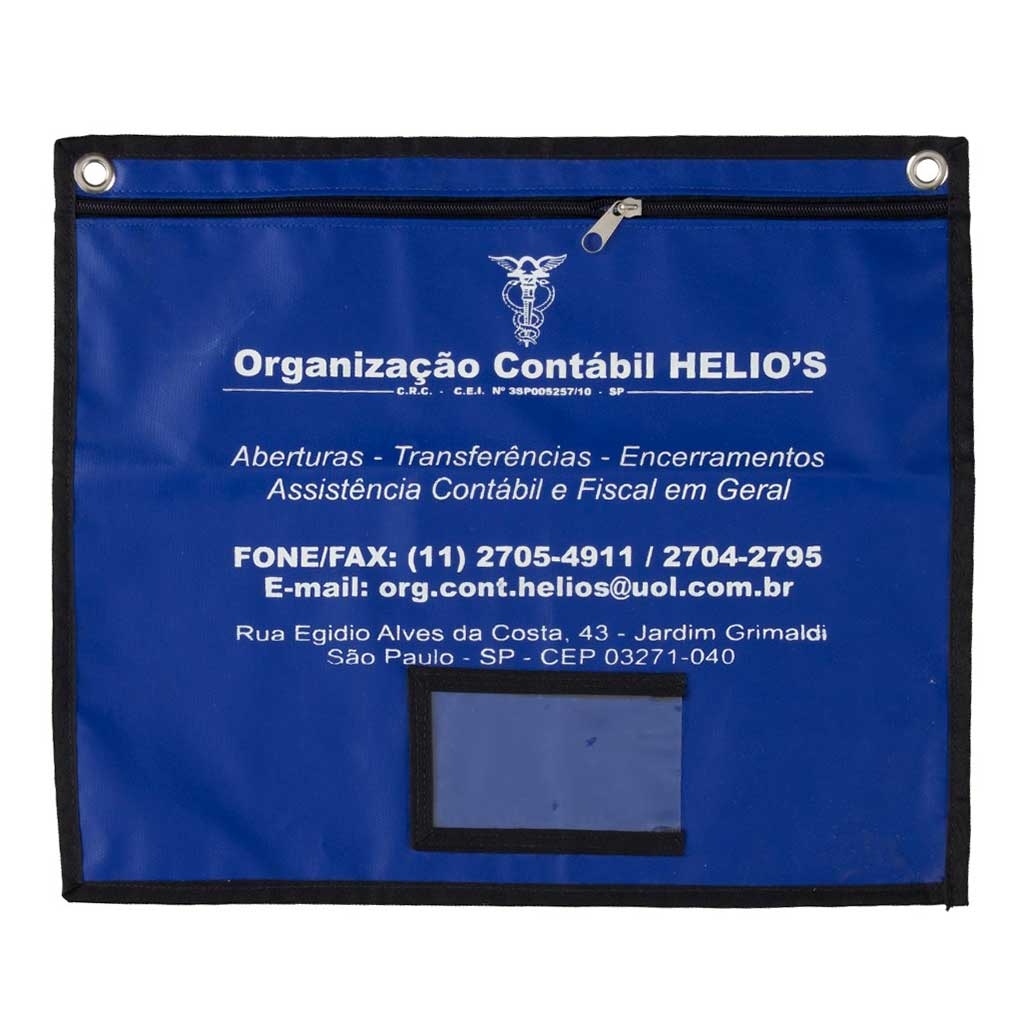 Organização Contábil HELIO'S
C.R.C. - C.E.I. Nº 3SP005257/10 - SP
Aberturas - Transferências - Encerramentos
Assistência Contábil e Fiscal em Geral
FONE/FAX: (11) 2705-4911 / 2704-2795
E-mail: org.cont.helios@uol.com.br
Rua Egidio Alves da Costa, 43 - Jardim Grimaldi
São Paulo - SP - CEP 03271-040